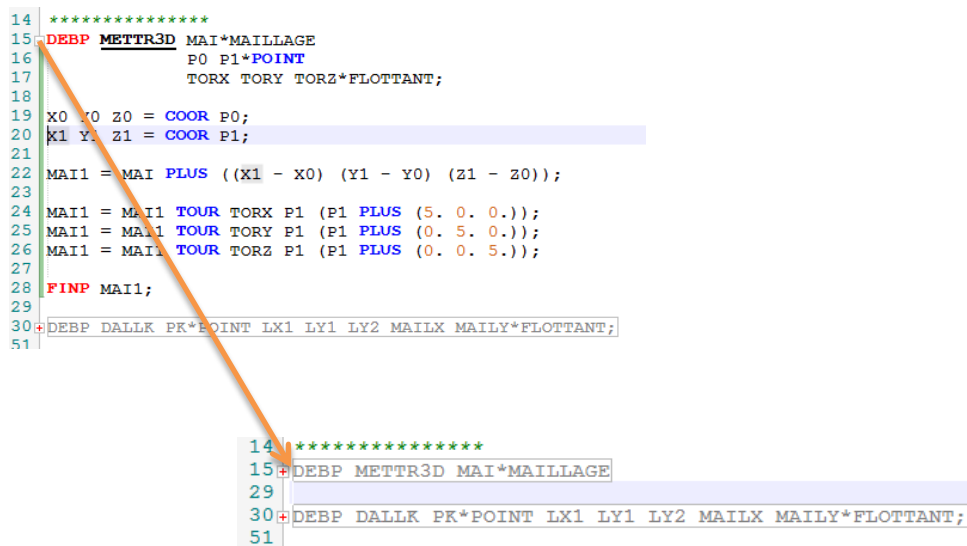 14 ***************
15 DEBP METTR3D MAI*MAILLAGE
16 P0 P1*POINT
17 TORX TORY TORZ*FLOTTANT;
18
19 X0 Y0 Z0 = COOR P0;
20 X1 Y1 Z1 = COOR P1;
21
22 MAI1 = MAI PLUS ((X1 - X0) (Y1 - Y0) (Z1 - Z0));
23
24 MAI1 = MAI1 TOUR TORX P1 (P1 PLUS (5. 0. 0.));
25 MAI1 = MAI1 TOUR TORY P1 (P1 PLUS (0. 5. 0.));
26 MAI1 = MAI1 TOUR TORZ P1 (P1 PLUS (0. 0. 5.));
27
28 FINP MAI1;
29
30 DEBP DALLK PK*POINT LX1 LY1 LY2 MAILX MAILY*FLOTTANT;
51
14 ***************
15 DEBP METTR3D MAI*MAILLAGE
29
30 DEBP DALLK PK*POINT LX1 LY1 LY2 MAILX MAILY*FLOTTANT;
51